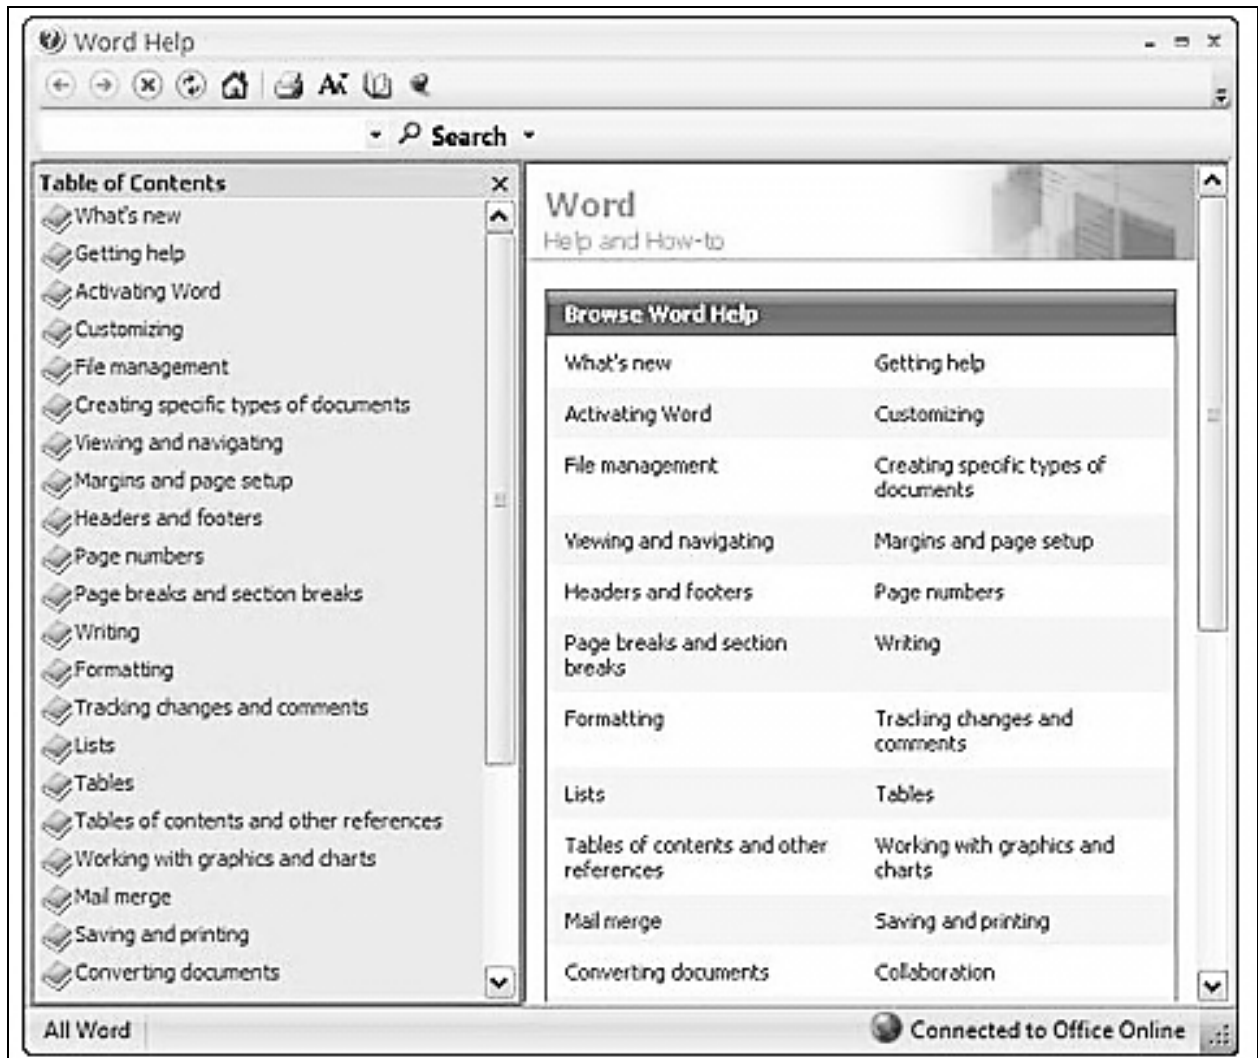 Word Help
Search
Table of Contents
What's new
Getting help
Activating Word
Customizing
File management
Creating specific types of documents
Viewing and navigating
Margins and page setup
Headers and footers
Page numbers
Page breaks and section breaks
Writing
Formatting
Tracking changes and comments
Lists
Tables
Tables of contents and other references
Working with graphics and charts
Mail merge
Saving and printing
Converting documents
Word
Help and How-to
Browse Word Help
What's new
Getting help
Activating Word
Customizing
File management
Creating specific types of
documents
Viewing and navigating
Margins and page setup
Headers and footers
Page numbers
Page breaks and section
breaks
Writing
Formatting
Tracking changes and
comments
Lists
Tables
Tables of contents and other
references
Working with graphics and
charts
Mail merge
Saving and printing
Converting documents
Collaboration
All Word
Connected to Office Online